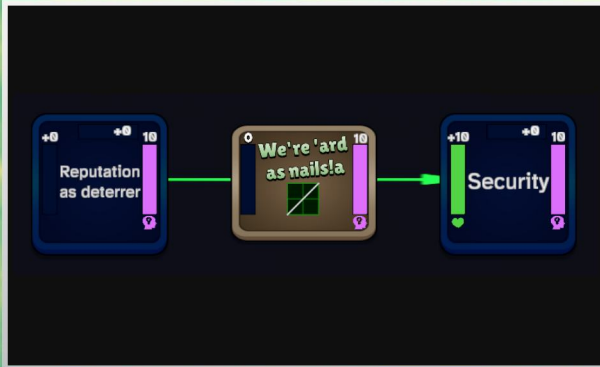 +0
+0
10
Reputation
as deterrer
0
10
We're 'ard
as nails!a
+10
+0
10
Security